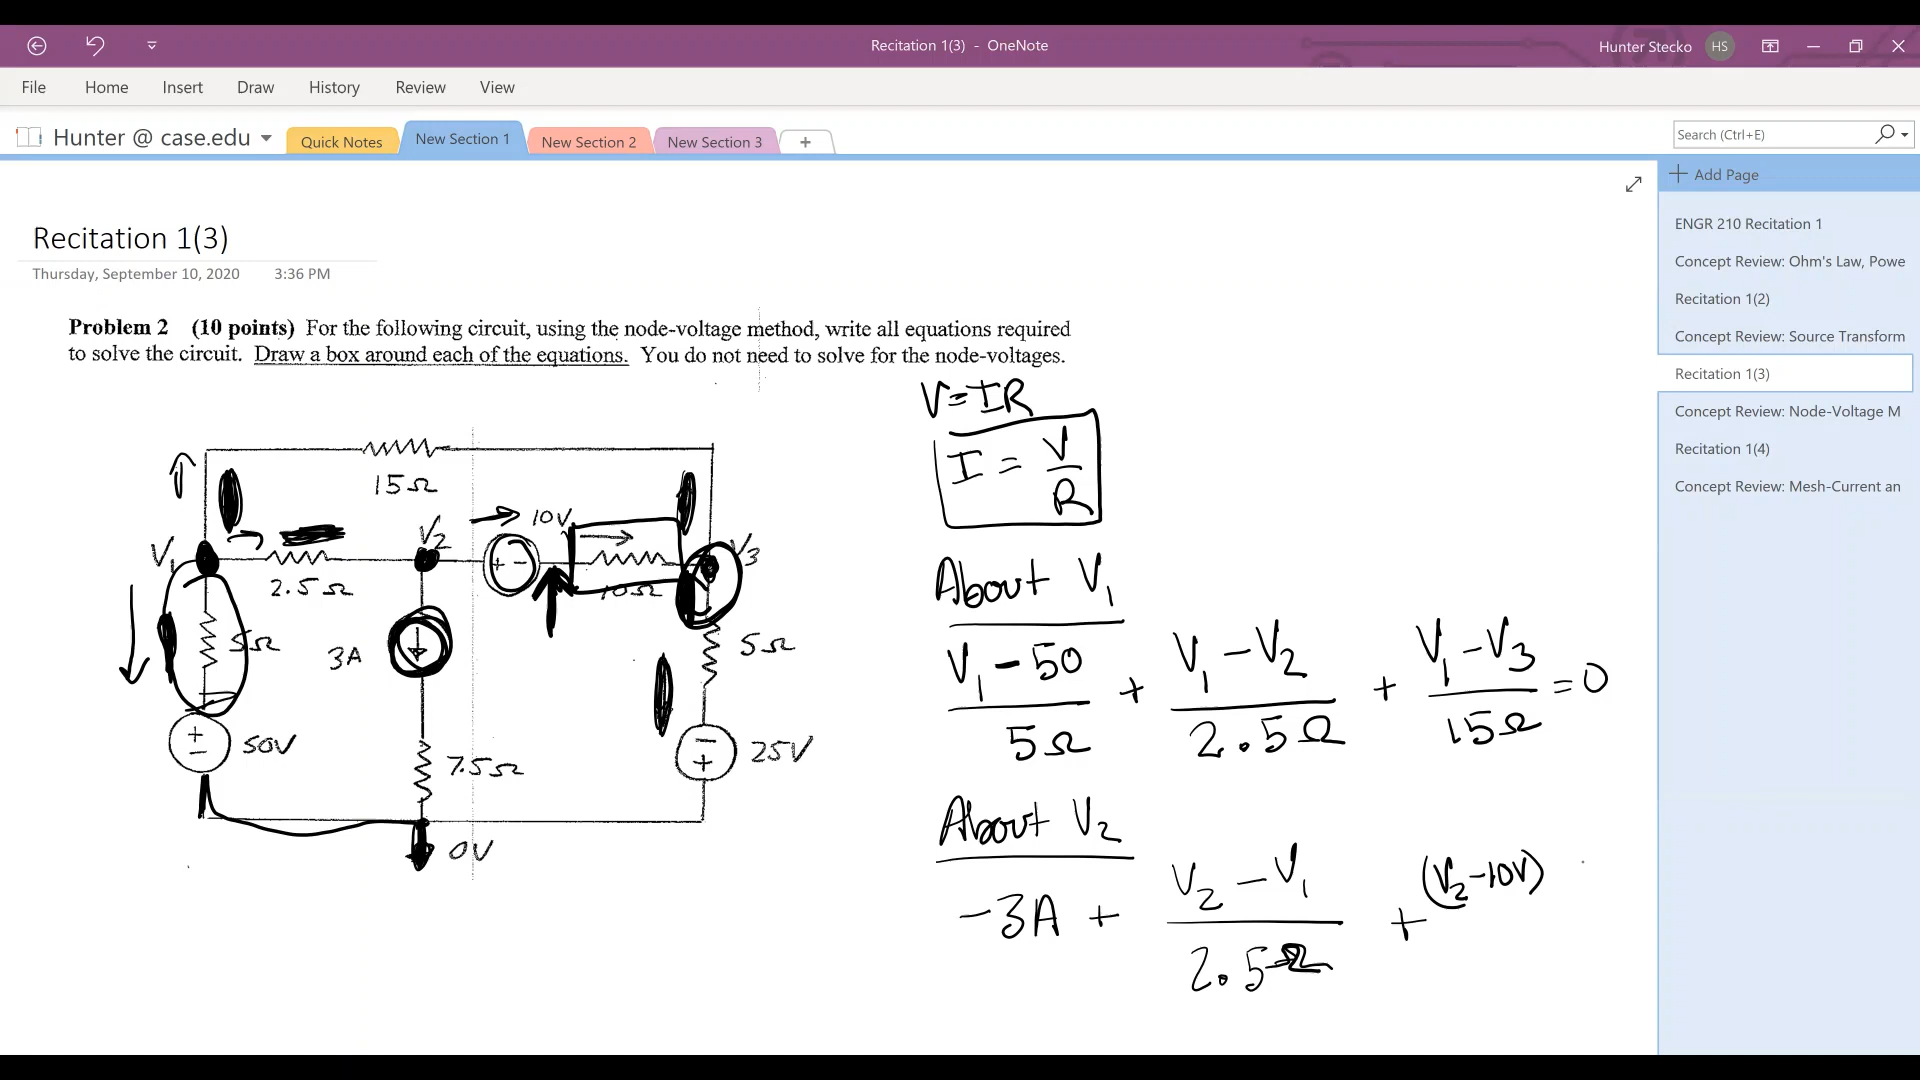 Recitation 1(3) - OneNote
Hunter Stecko HS
File Home Insert Draw History Review View
Hunter @ case.edu Quick Notes New Section 1 New Section 2 New Section 3 +
Search (Ctrl+E)
Add Page
ENGR 210 Recitation 1
Concept Review: Ohm's Law, Powe
Recitation 1(2)
Concept Review: Source Transform
Recitation 1(3)
Concept Review: Node-Voltage M
Recitation 1(4)
Concept Review: Mesh-Current an
Recitation 1(3)
Thursday, September 10, 2020 3:36 PM
Problem 2 (10 points) For the following circuit, using the node-voltage method, write all equations required
to solve the circuit. Draw a box around each of the equations. You do not need to solve for the node-voltages.
15Ω
V₁
2.5Ω
V₂
10V
+ -
10Ω
V₃
5Ω
3A
5Ω
+
-
50V
7.5Ω
-
+
25V
0V
V=IR
I = V/R
About V₁
(V₁ - 50)/5Ω + (V₁ - V₂)/2.5Ω + (V₁ - V₃)/15Ω = 0
About V₂
-3A + (V₂ - V₁)/2.5Ω + (V₂-10V)